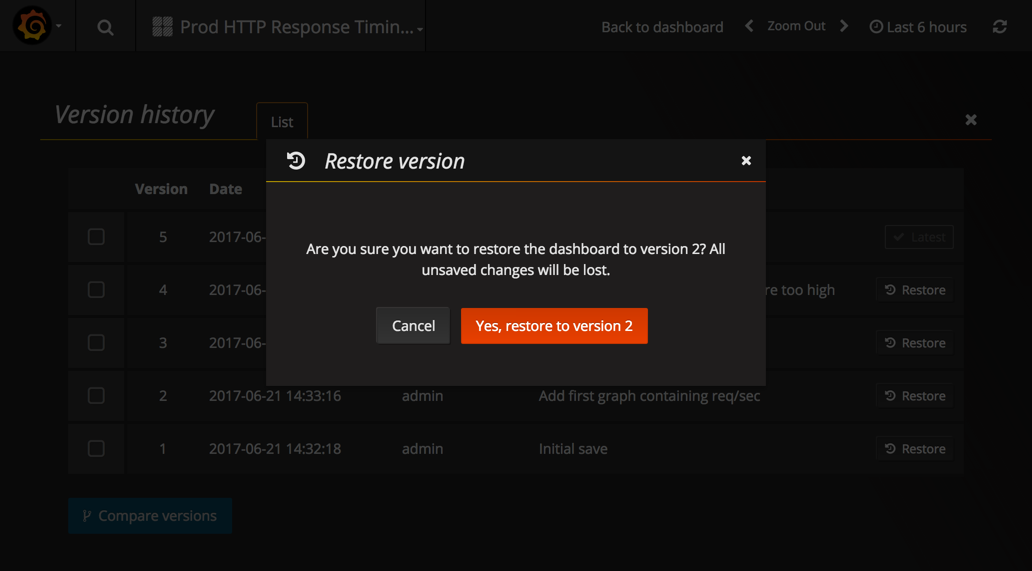 Prod HTTP Response Timin...
Back to dashboard
Zoom Out
Last 6 hours
Version history
List
Restore version
Version Date
Are you sure you want to restore the dashboard to version 2? All
unsaved changes will be lost.
Cancel
Yes, restore to version 2
5 2017-06- Latest
4 2017-06- re too high Restore
3 2017-06- Restore
2 2017-06-21 14:33:16 admin Add first graph containing req/sec Restore
1 2017-06-21 14:32:18 admin Initial save Restore
Compare versions